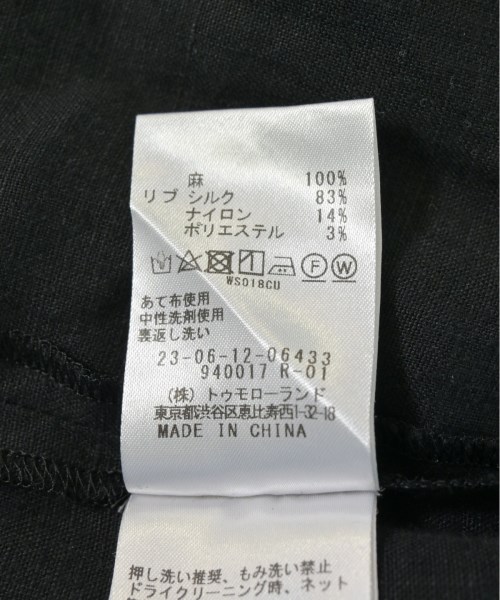 麻 100%
リブ シルク 83%
ナイロン 14%
ポリエステル 3%
WS018CU
あて布使用
中性洗剤使用
裏返し洗い
23-06-12-06433
940017 R-01
(株) トゥモローランド
東京都渋谷区恵比寿西1-32-18
MADE IN CHINA
押し洗い推奨、もみ洗い禁止
ドライクリーニング時、ネット